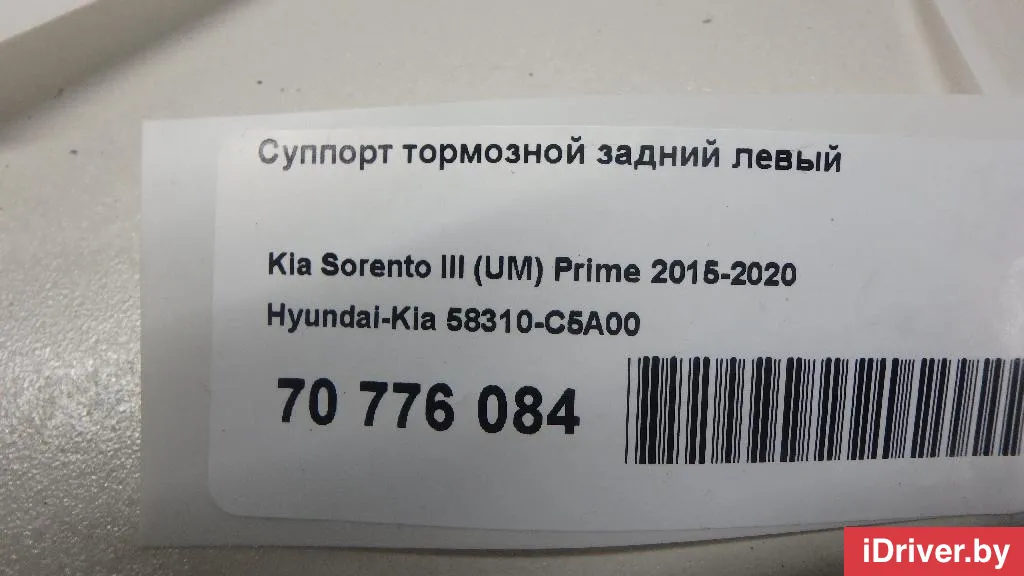 Суппорт тормозной задний левый
Kia Sorento III (UM) Prime 2015-2020
Hyundai-Kia 58310-C5A00
70 776 084
iDriver.by